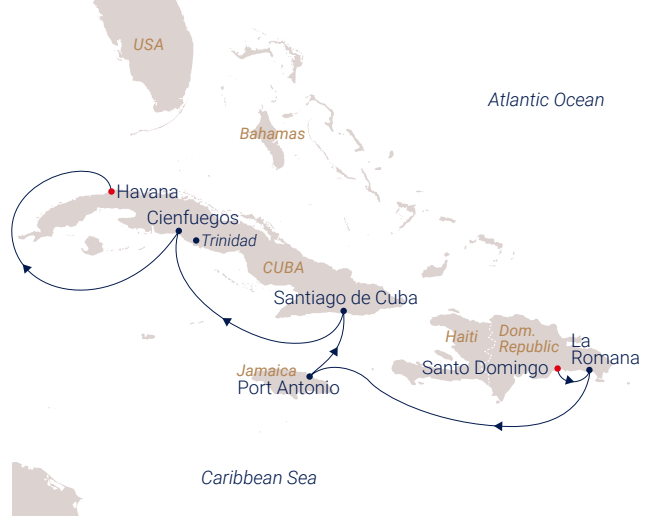 USA
Atlantic Ocean
Bahamas
Havana
Cienfuegos
Trinidad
CUBA
Santiago de Cuba
Haiti
Dom.
Republic
La
Romana
Santo Domingo
Jamaica
Port Antonio
Caribbean Sea